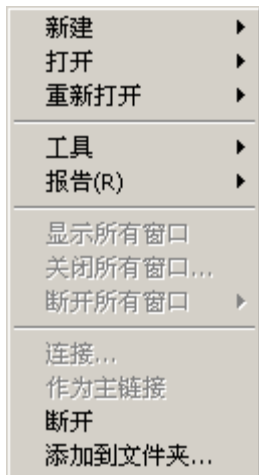 新建
打开
重新打开
工具
报告(R)
显示所有窗口
关闭所有窗口...
断开所有窗口
连接...
作为主链接
断开
添加到文件夹...